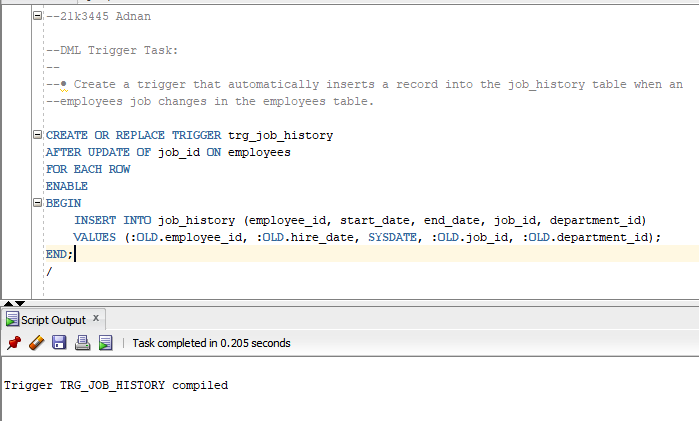 --21k3445 Adnan
--DML Trigger Task:
--
--● Create a trigger that automatically inserts a record into the job_history table when an
--employees job changes in the employees table.
CREATE OR REPLACE TRIGGER trg_job_history
AFTER UPDATE OF job_id ON employees
FOR EACH ROW
ENABLE
BEGIN
    INSERT INTO job_history (employee_id, start_date, end_date, job_id, department_id)
    VALUES (:OLD.employee_id, :OLD.hire_date, SYSDATE, :OLD.job_id, :OLD.department_id);
END;
/
Script Output x
Task completed in 0.205 seconds
Trigger TRG_JOB_HISTORY compiled